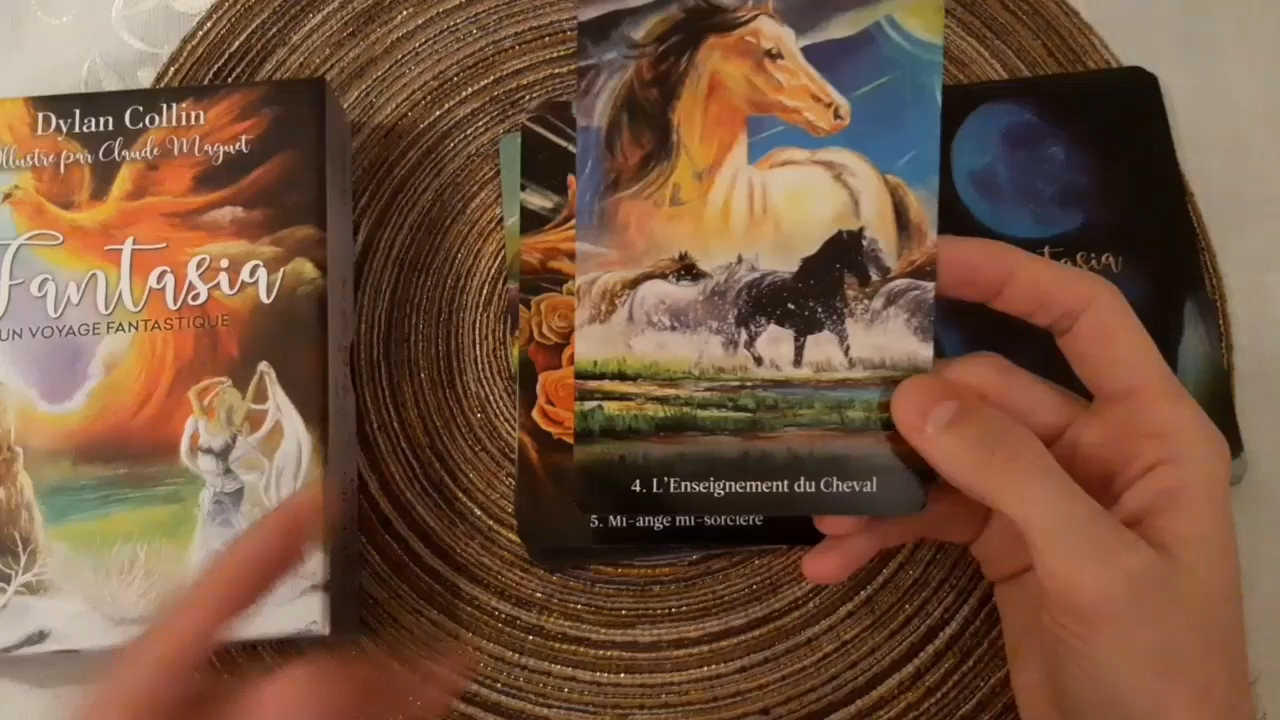 Dylan Collin
Illustré par Claude Maguet
Fantasia
UN VOYAGE FANTASTIQUE
4. L'Enseignement du Cheval
5. Mi-ange mi-sorcière